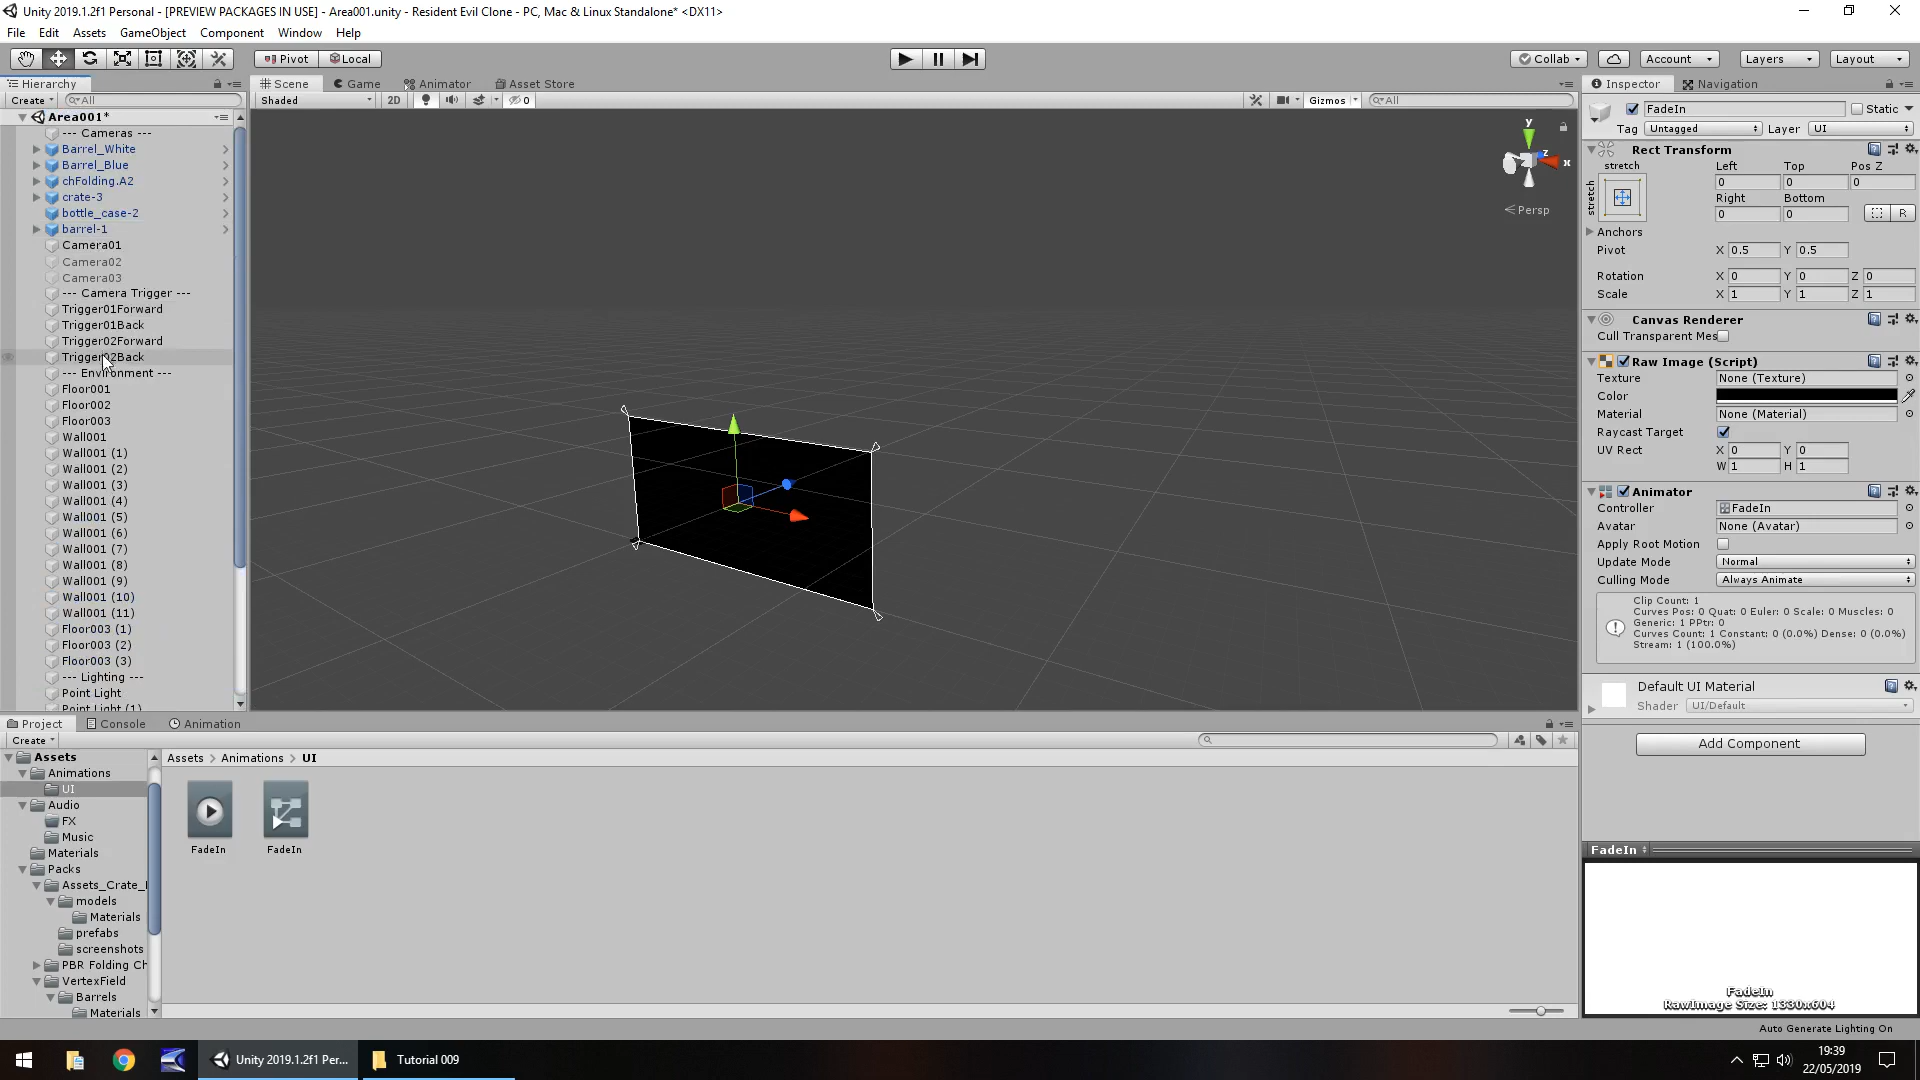 Unity 2019.1.2f1 Personal - [PREVIEW PACKAGES IN USE] - Area001.unity - Resident Evil Clone - PC, Mac & Linux Standalone* <DX11>
File Edit Assets GameObject Component Window Help
Pivot Local Collab Account Layers Layout
Hierarchy Scene Game Animator Asset Store Inspector Navigation
Create All Shaded 2D 0 Gizmos All
FadeIn Static
Area001*
Tag Untagged Layer UI
--- Cameras ---
Barrel_White
Barrel_Blue
chFolding.A2
crate-3
bottle_case-2
barrel-1
Camera01
Camera02
Camera03
--- Camera Trigger ---
Trigger01Forward
Trigger01Back
Trigger02Forward
Trigger02Back
--- Environment ---
Floor001
Floor002
Floor003
Wall001
Wall001 (1)
Wall001 (2)
Wall001 (3)
Wall001 (4)
Wall001 (5)
Wall001 (6)
Wall001 (7)
Wall001 (8)
Wall001 (9)
Wall001 (10)
Wall001 (11)
Floor003 (1)
Floor003 (2)
Floor003 (3)
--- Lighting ---
Point Light
Point Light (1)
y
z
x
Persp
Rect Transform
stretch Left Top Pos Z
stretch
0 0 0
Right Bottom
0 0 R
Anchors
Pivot X 0.5 Y 0.5
Rotation X 0 Y 0 Z 0
Scale X 1 Y 1 Z 1
Canvas Renderer
Cull Transparent Mes
Raw Image (Script)
Texture None (Texture)
Color
Material None (Material)
Raycast Target
UV Rect X 0 Y 0
W 1 H 1
Animator
Controller FadeIn
Avatar None (Avatar)
Apply Root Motion
Update Mode Normal
Culling Mode Always Animate
Clip Count: 1
Curves Pos: 0 Quat: 0 Euler: 0 Scale: 0 Muscles: 0
Generic: 1 PPtr: 0
Curves Count: 1 Constant: 0 (0.0%) Dense: 0 (0.0%)
Stream: 1 (100.0%)
Default UI Material
Shader UI/Default
Add Component
FadeIn
FadeIn
RawImage Size: 1330x604
Project Console Animation
Create
Assets
Animations
UI
Audio
FX
Music
Materials
Packs
Assets_Crate_
models
Materials
prefabs
screenshots
PBR Folding Ch
VertexField
Barrels
Materials
Assets > Animations > UI
FadeIn FadeIn
Auto Generate Lighting On
Unity 2019.1.2f1 Per... Tutorial 009
19:39
22/05/2019